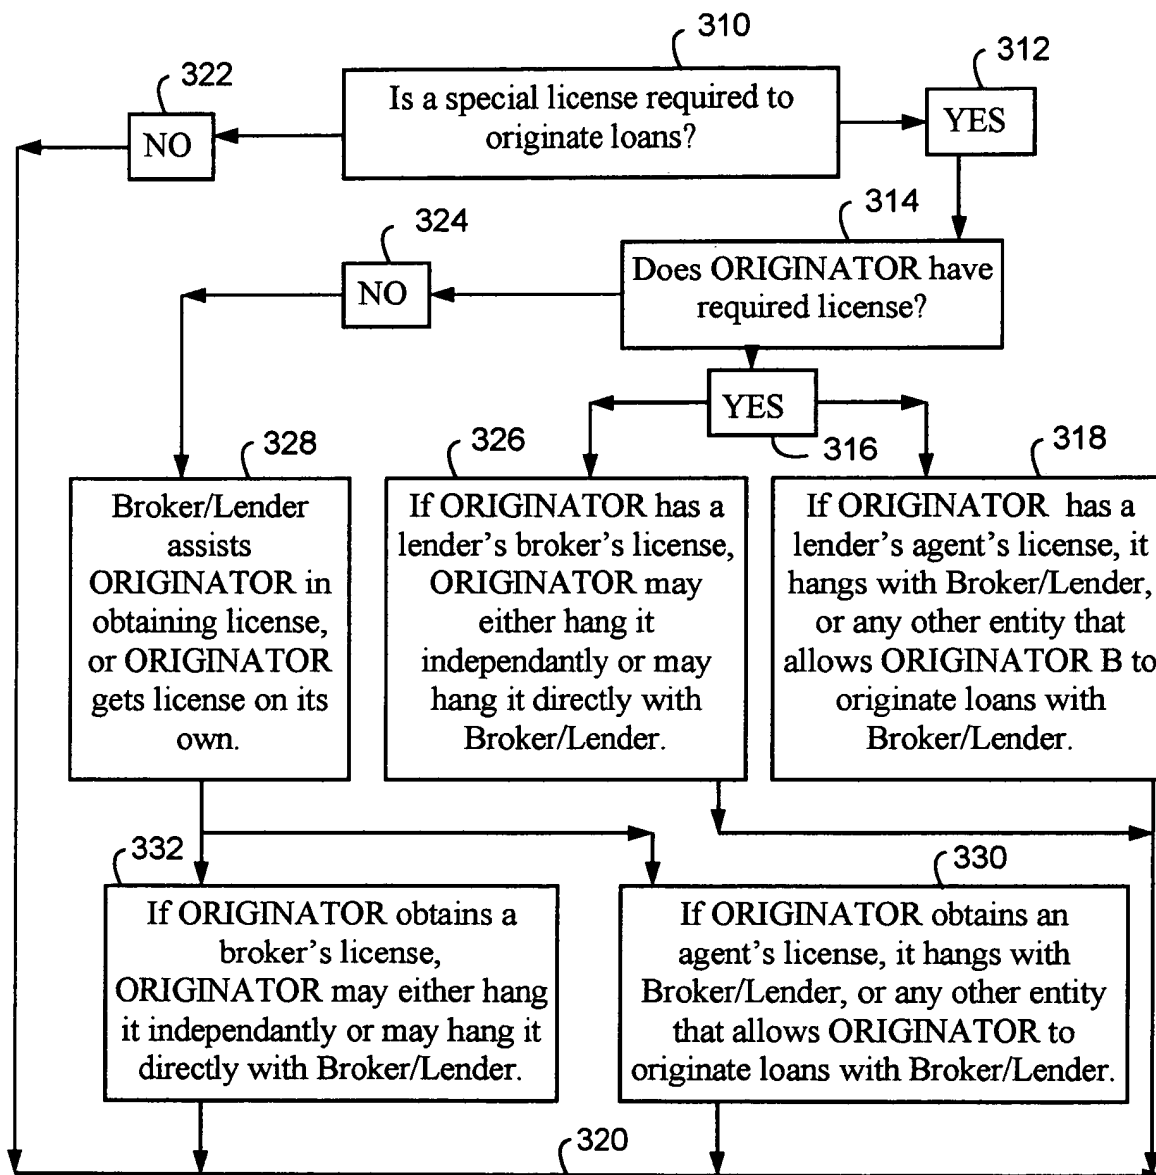 310
322
312
Is a special license required to
originate loans?
NO
YES
314
324
Does ORIGINATOR have
required license?
NO
YES
316
328
326
318
Broker/Lender
assists
ORIGINATOR in
obtaining license,
or ORIGINATOR
gets license on its
own.
If ORIGINATOR has a
lender's broker's license,
ORIGINATOR may
either hang it
independantly or may
hang it directly with
Broker/Lender.
If ORIGINATOR has a
lender's agent's license, it
hangs with Broker/Lender,
or any other entity that
allows ORIGINATOR B to
originate loans with
Broker/Lender.
332
330
If ORIGINATOR obtains a
broker's license,
ORIGINATOR may either hang
it independantly or may hang it
directly with Broker/Lender.
If ORIGINATOR obtains an
agent's license, it hangs with
Broker/Lender, or any other entity
that allows ORIGINATOR to
originate loans with Broker/Lender.
320